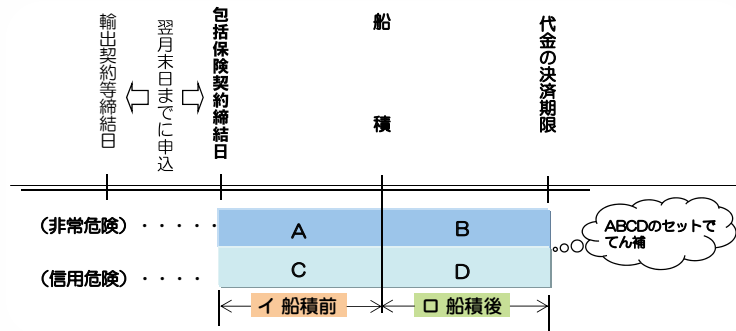 輸出契約等締結日
翌月末日までに申込
包括保険契約締結日
船積
代金の決済期限
(非常危険)・・・・・
A
B
ABCDのセットで
てん補
(信用危険)・・・・
C
D
イ 船積前
ロ 船積後